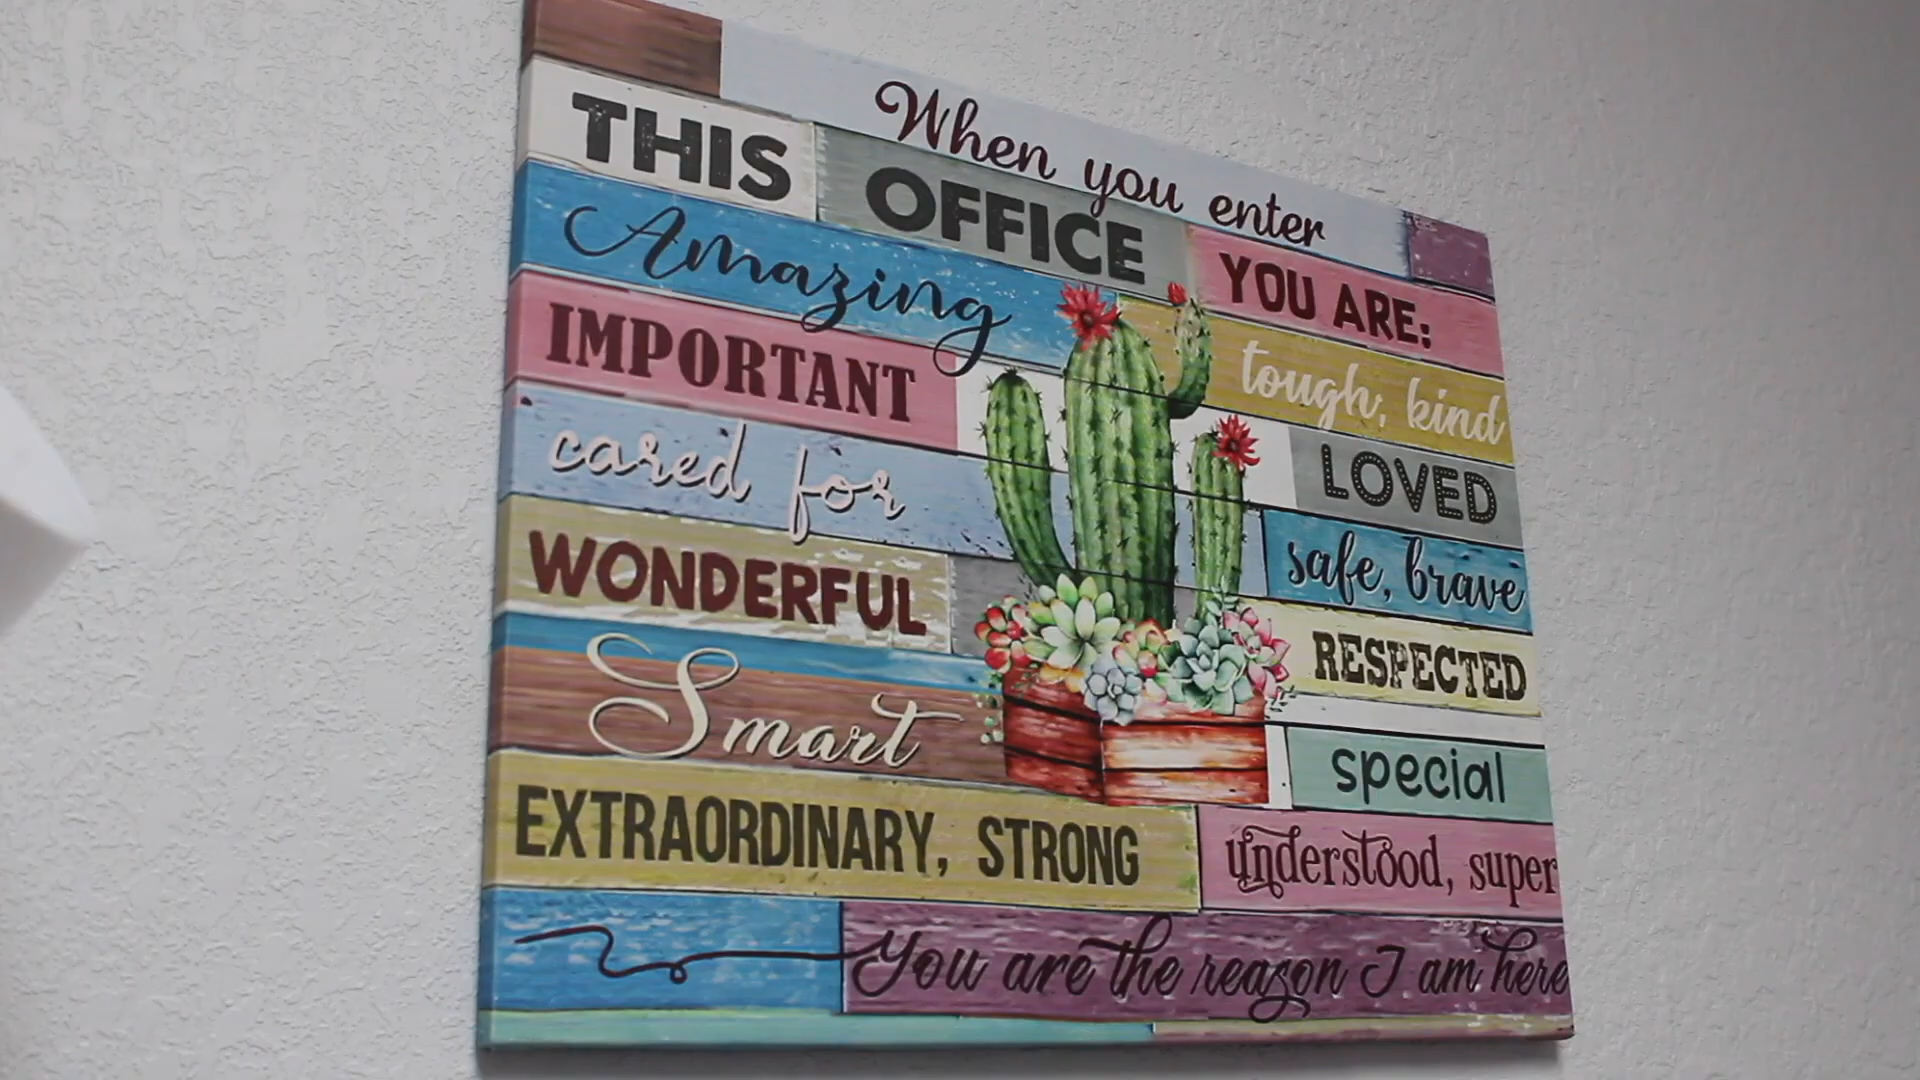 When you enter
THIS OFFICE
YOU ARE:
Amazing
tough, kind
IMPORTANT
LOVED
cared for
safe, brave
WONDERFUL
RESPECTED
Smart
special
EXTRAORDINARY, STRONG
understood, super
You are the reason I am here